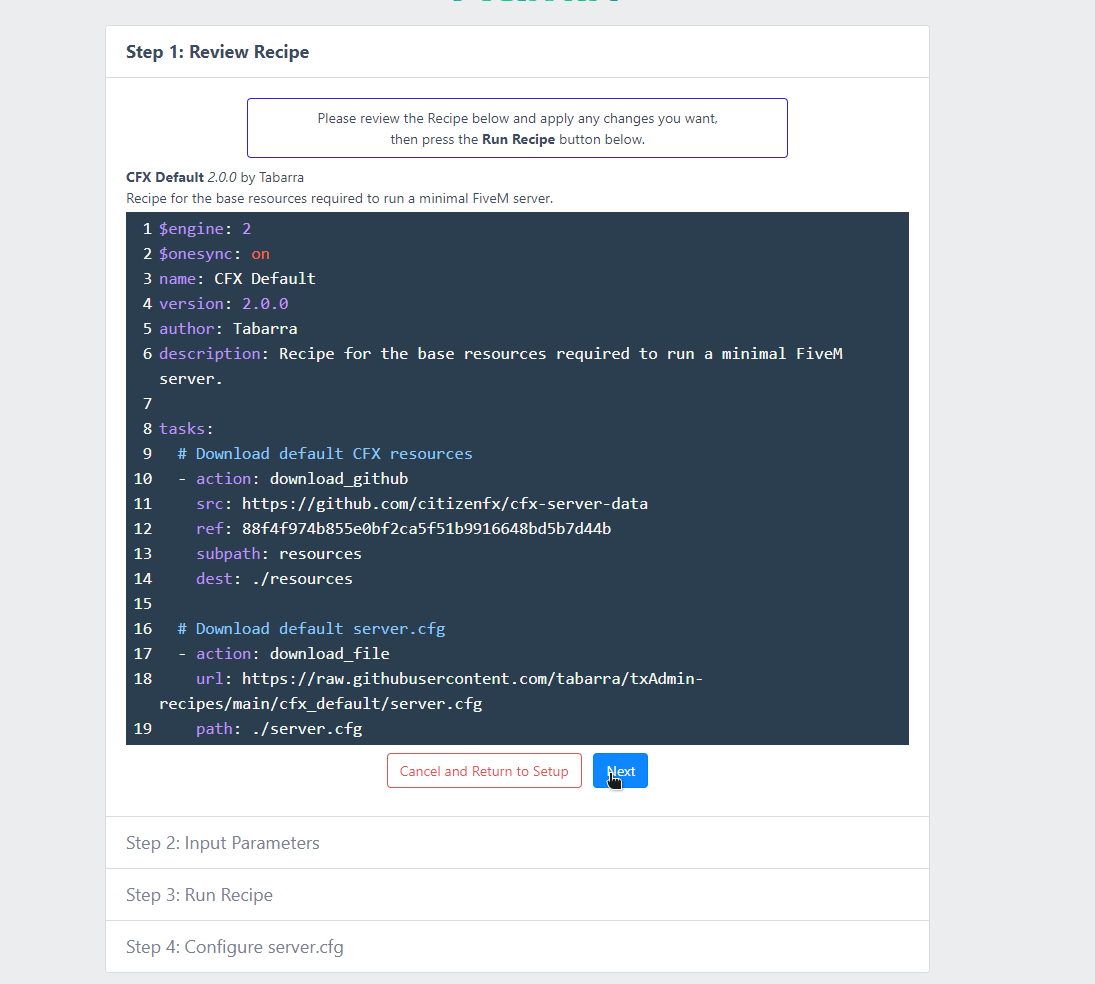 Step 1: Review Recipe
Please review the Recipe below and apply any changes you want,
then press the Run Recipe button below.
CFX Default 2.0.0 by Tabarra
Recipe for the base resources required to run a minimal FiveM server.
1 $engine: 2
2 $onesync: on
3 name: CFX Default
4 version: 2.0.0
5 author: Tabarra
6 description: Recipe for the base resources required to run a minimal FiveM
server.
7
8 tasks:
9   # Download default CFX resources
10   - action: download_github
11     src: https://github.com/citizenfx/cfx-server-data
12     ref: 88f4f974b855e0bf2ca5f51b9916648bd5b7d44b
13     subpath: resources
14     dest: ./resources
15
16   # Download default server.cfg
17   - action: download_file
18     url: https://raw.githubusercontent.com/tabarra/txAdmin-
recipes/main/cfx_default/server.cfg
19     path: ./server.cfg
Cancel and Return to Setup Next
Step 2: Input Parameters
Step 3: Run Recipe
Step 4: Configure server.cfg